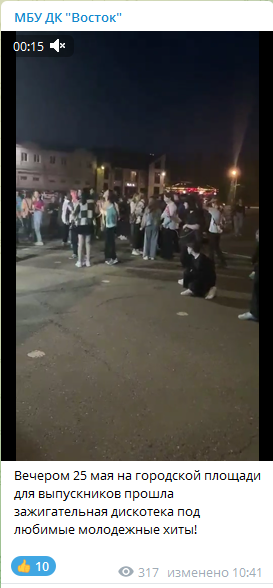 МБУ ДК "Восток"
00:15
Вечером 25 мая на городской площади
для выпускников прошла
зажигательная дискотека под
любимые молодежные хиты!
👍 10
317 изменено 10:41